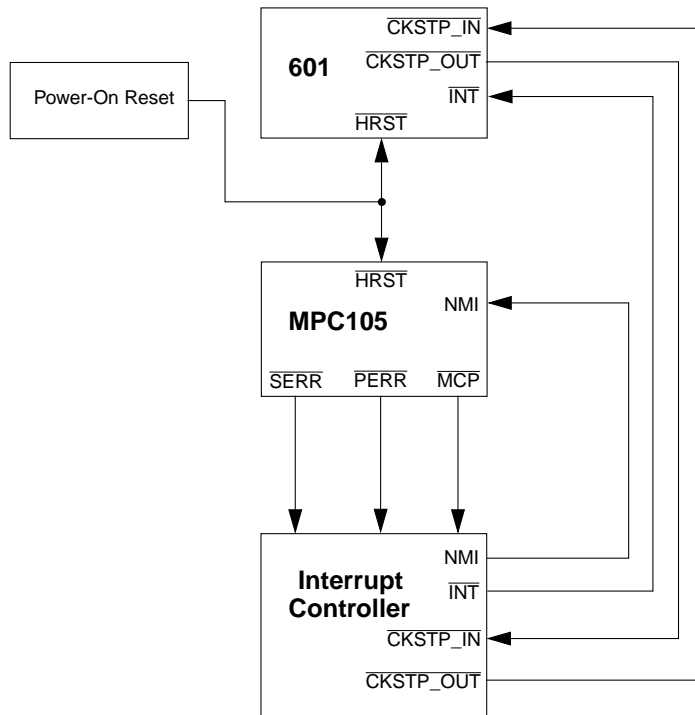 CKSTP_IN
601
CKSTP_OUT
INT
Power-On Reset
HRST
HRST
NMI
MPC105
SERR
PERR
MCP
NMI
Interrupt
Controller
INT
CKSTP_IN
CKSTP_OUT